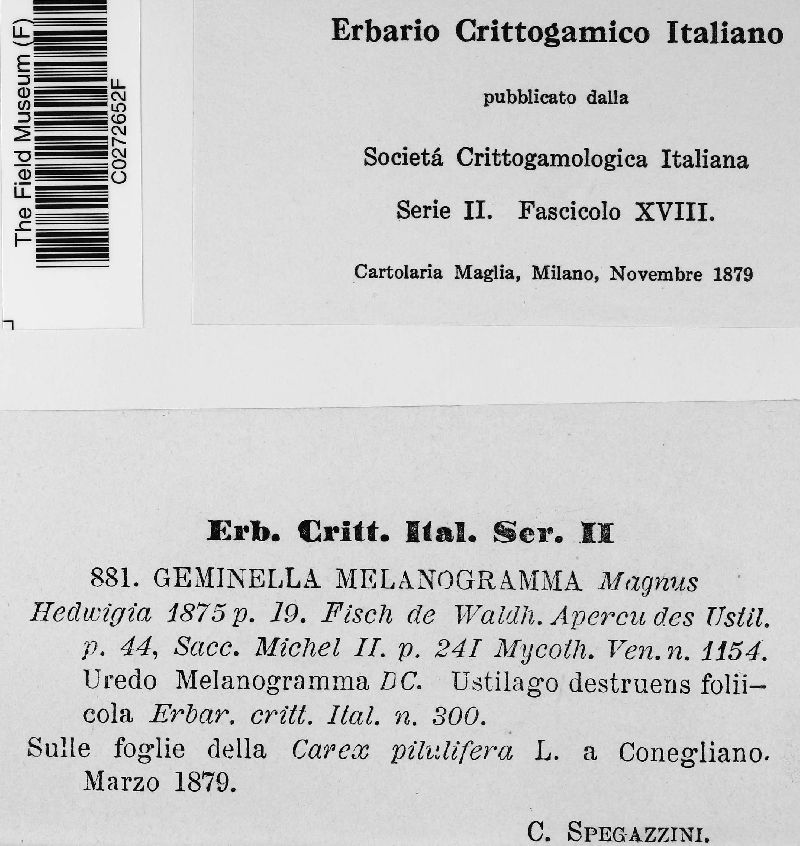 The Field Museum (F)
C0272652F
Erbario Crittogamico Italiano
pubblicato dalla
Societá Crittogamologica Italiana
Serie II. Fascicolo XVIII.
Cartolaria Maglia, Milano, Novembre 1879
Erb. Critt. Ital. Ser. II
881. GEMINELLA MELANOGRAMMA Magnus
Hedwigia 1875 p. 19. Fisch de Waldh. Apercu des Ustil.
p. 44, Sacc. Michel II. p. 241 Mycoth. Ven. n. 1154.
Uredo Melanogramma DC. Ustilago destruens folii-
cola Erbar. critt. Ital. n. 300.
Sulle foglie della Carex pilulifera L. a Conegliano.
Marzo 1879.
C. SPEGAZZINI.